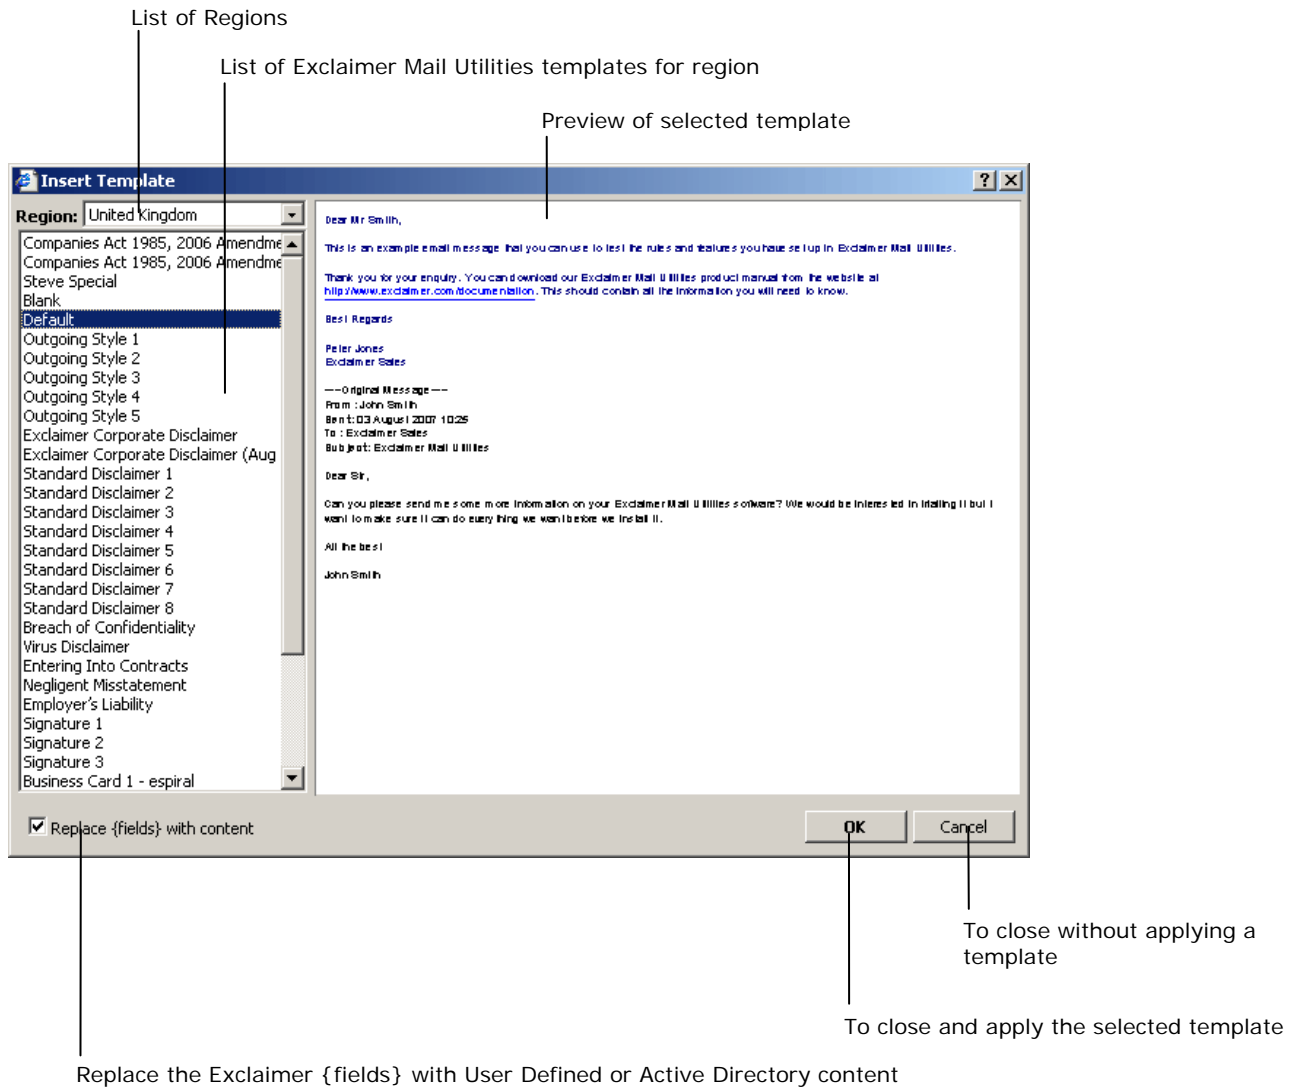 List of Regions
List of Exclaimer Mail Utilities templates for region
Preview of selected template
Insert Template
Region: United Kingdom
Companies Act 1985, 2006 Amendme
Companies Act 1985, 2006 Amendme
Steve Special
Blank
Default
Outgoing Style 1
Outgoing Style 2
Outgoing Style 3
Outgoing Style 4
Outgoing Style 5
Exclaimer Corporate Disclaimer
Exclaimer Corporate Disclaimer (Aug
Standard Disclaimer 1
Standard Disclaimer 2
Standard Disclaimer 3
Standard Disclaimer 4
Standard Disclaimer 5
Standard Disclaimer 6
Standard Disclaimer 7
Standard Disclaimer 8
Breach of Confidentiality
Virus Disclaimer
Entering Into Contracts
Negligent Misstatement
Employer's Liability
Signature 1
Signature 2
Signature 3
Business Card 1 - espiral
Dear Mr Smith,
This is an example email message that you can use to test the rules and features you have set up in Exclaimer Mail Utilities.
Thank you for your enquiry. You can download our Exclaimer Mail Utilities product manual from the website at
http://www.exclaimer.com/documentation. This should contain all the information you will need to know.
Best Regards
Peter Jones
Exclaimer Sales
----Original Message----
From : John Smith
Sent: 03 August 2007 10:25
To : Exclaimer Sales
Subject: Exclaimer Mail Utilities
Dear Sir,
Can you please send me some more information on your Exclaimer Mail Utilities software? We would be interested in trialling it but I
want to make sure it can do every thing we want before we install it.
All the best
John Smith
Replace {fields} with content
OK
Cancel
To close without applying a
template
To close and apply the selected template
Replace the Exclaimer {fields} with User Defined or Active Directory content